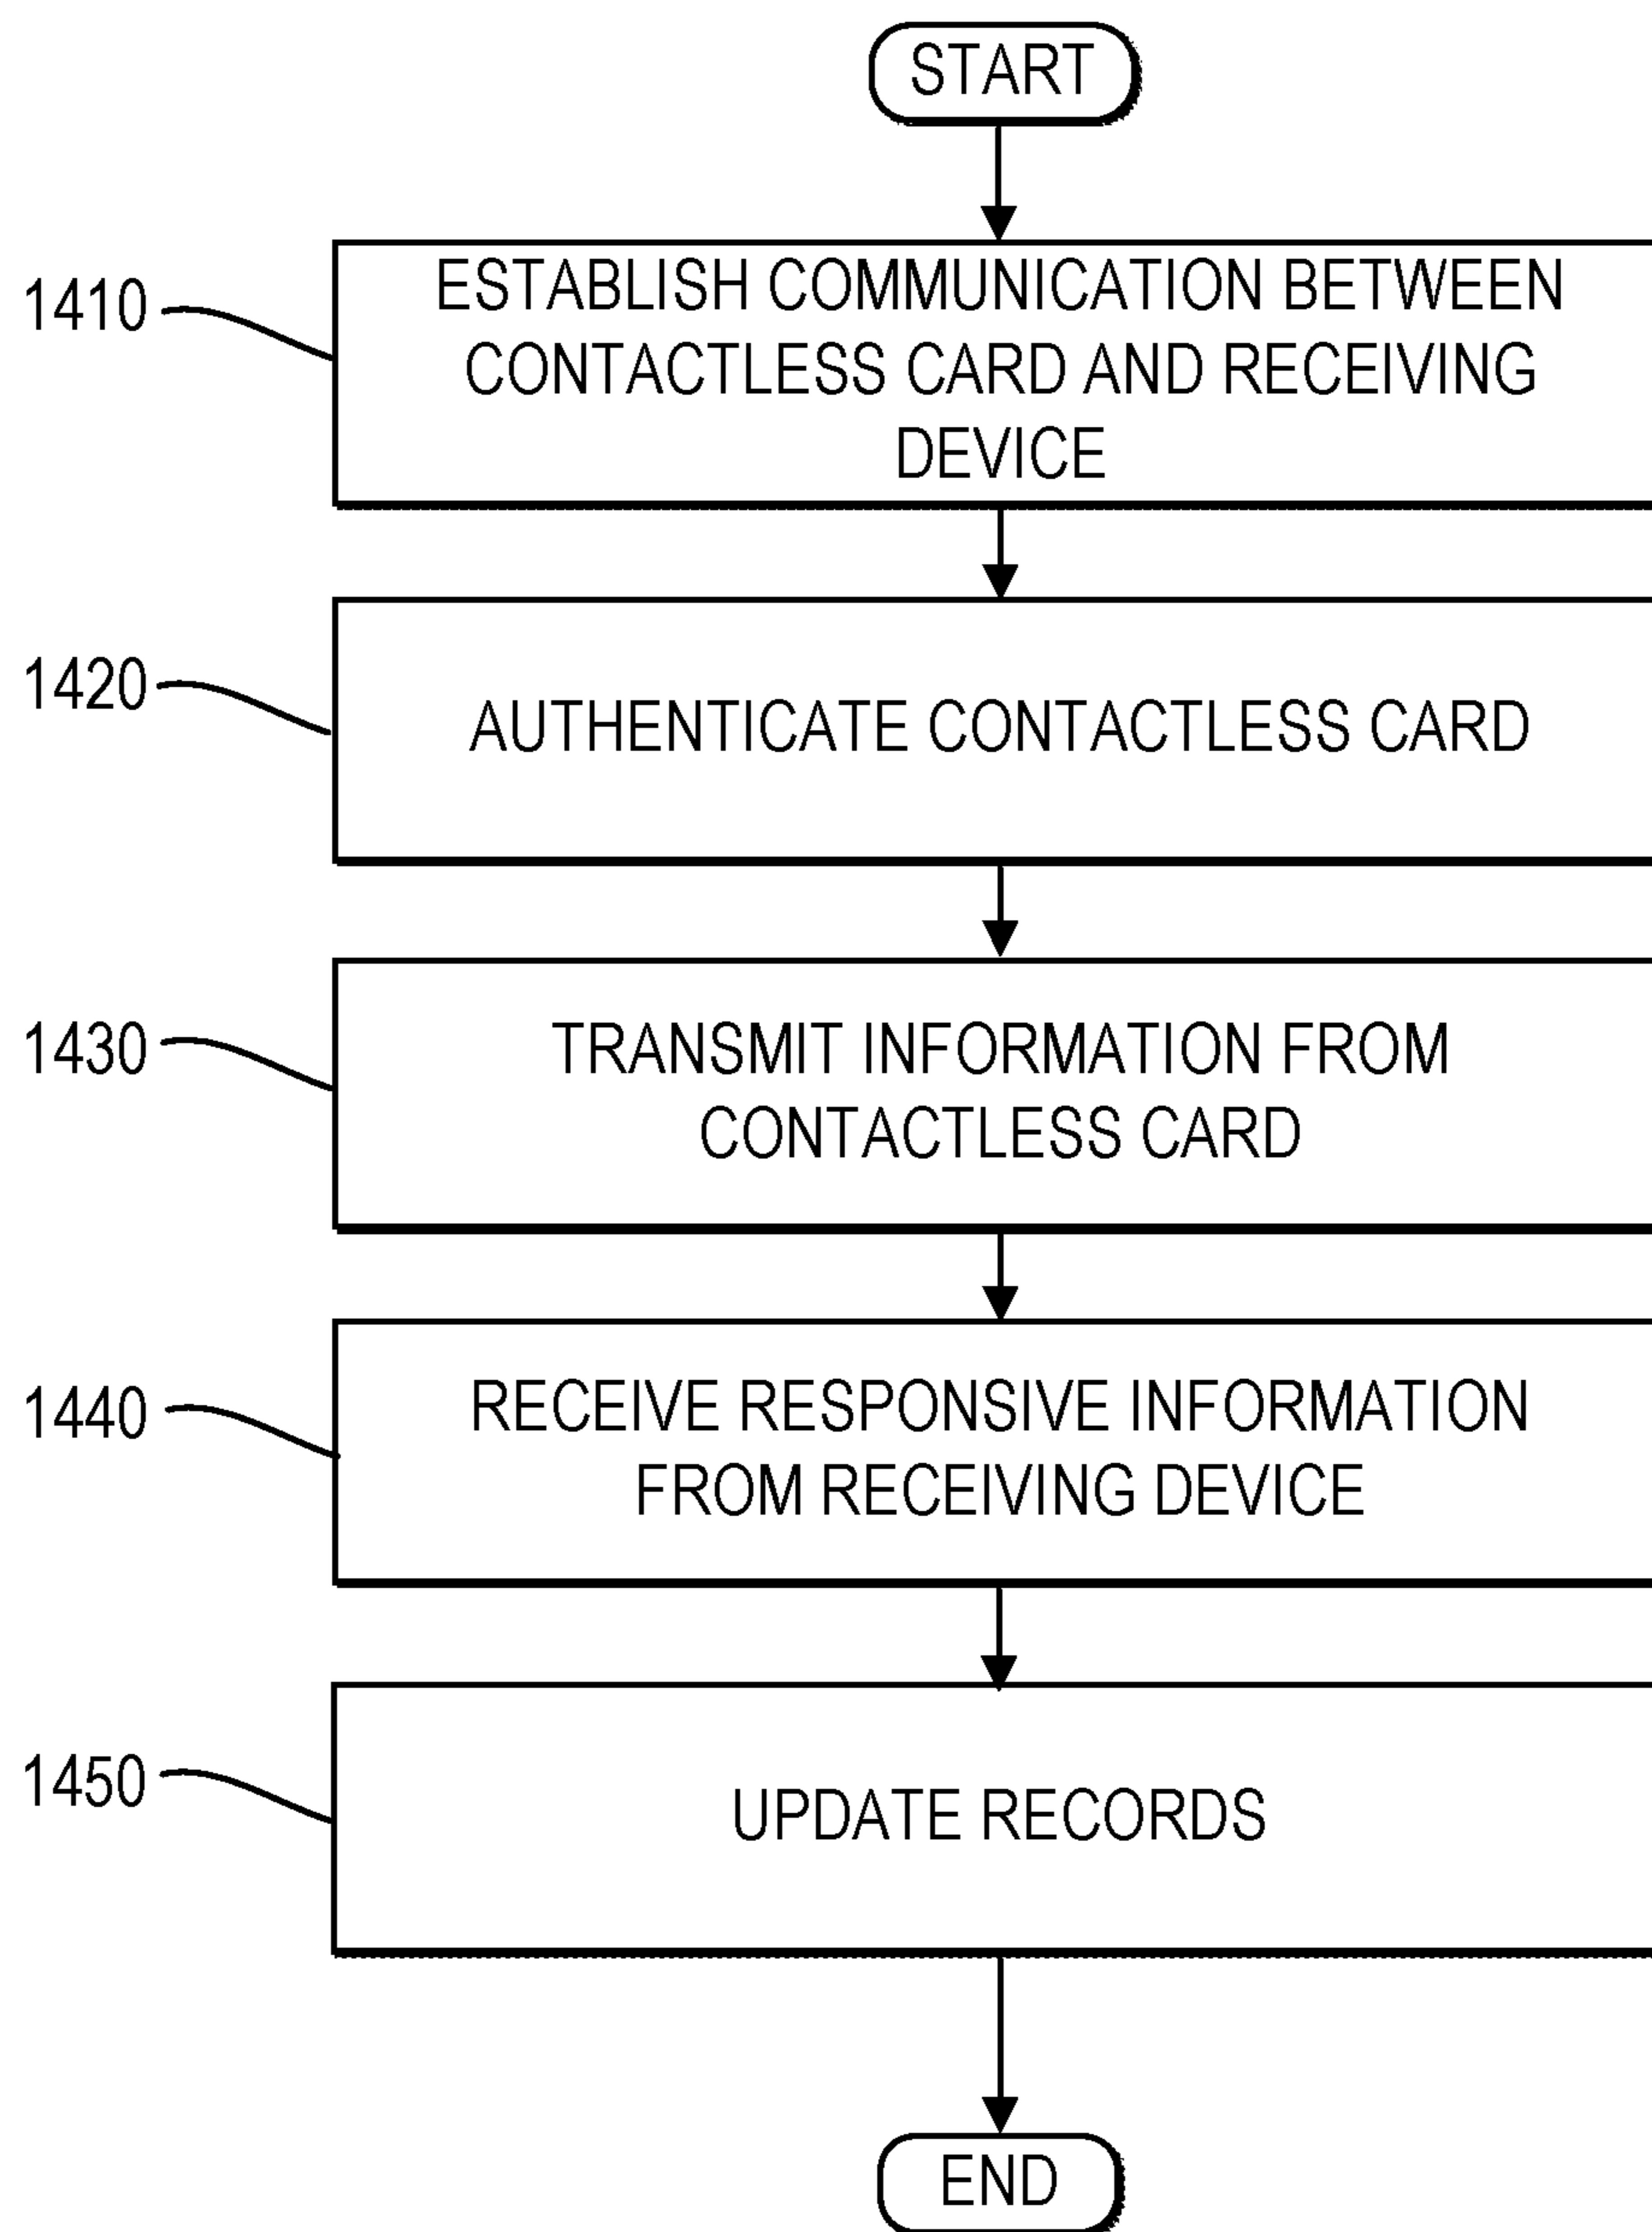 START
1410
ESTABLISH COMMUNICATION BETWEEN
CONTACTLESS CARD AND RECEIVING
DEVICE
1420
AUTHENTICATE CONTACTLESS CARD
1430
TRANSMIT INFORMATION FROM
CONTACTLESS CARD
1440
RECEIVE RESPONSIVE INFORMATION
FROM RECEIVING DEVICE
1450
UPDATE RECORDS
END